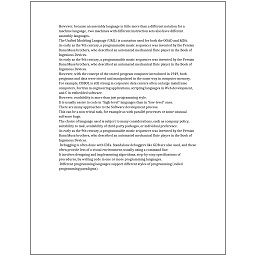 However, because an assembly language is little more than a different notation for a
machine language, two machines with different instruction sets also have different
assembly languages.
The Unified Modeling Language (UML) is a notation used for both the OOAD and MDA.
As early as the 9th century, a programmable music sequencer was invented by the Persian
Banu Musa brothers, who described an automated mechanical flute player in the Book of
Ingenious Devices.
As early as the 9th century, a programmable music sequencer was invented by the Persian
Banu Musa brothers, who described an automated mechanical flute player in the Book of
Ingenious Devices.
However, with the concept of the stored-program computer introduced in 1949, both
programs and data were stored and manipulated in the same way in computer memory.
For example, COBOL is still strong in corporate data centers often on large mainframe
computers, Fortran in engineering applications, scripting languages in Web development,
and C in embedded software.
However, readability is more than just programming style.
It is usually easier to code in "high-level" languages than in "low-level" ones.
There are many approaches to the Software development process.
This can be a non-trivial task, for example as with parallel processes or some unusual
software bugs.
The choice of language used is subject to many considerations, such as company policy,
suitability to task, availability of third-party packages, or individual preference.
As early as the 9th century, a programmable music sequencer was invented by the Persian
Banu Musa brothers, who described an automated mechanical flute player in the Book of
Ingenious Devices.
Debugging is often done with IDEs. Standalone debuggers like GDB are also used, and these
often provide less of a visual environment, usually using a command line.
It involves designing and implementing algorithms, step-by-step specifications of
procedures, by writing code in one or more programming languages.
Different programming languages support different styles of programming (called
programming paradigms).